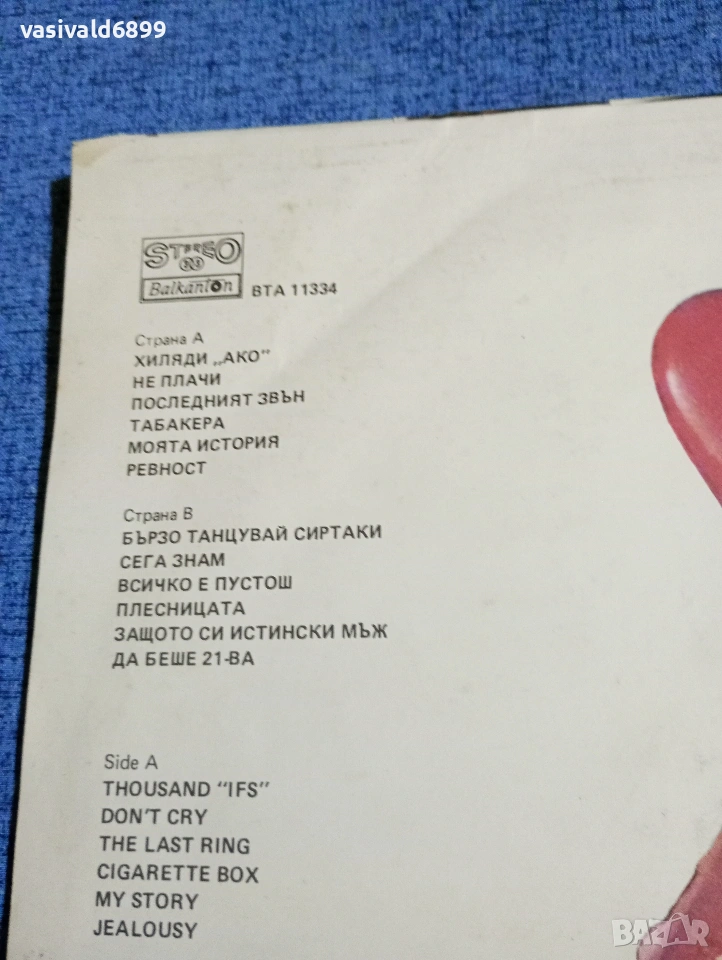 vasivald6899
STEREO
33
Balkanton
ВТА 11334
Страна А
ХИЛЯДИ „АКО”
НЕ ПЛАЧИ
ПОСЛЕДНИЯТ ЗВЪН
ТАБАКЕРА
МОЯТА ИСТОРИЯ
РЕВНОСТ
Страна В
БЪРЗО ТАНЦУВАЙ СИРТАКИ
СЕГА ЗНАМ
ВСИЧКО Е ПУСТОШ
ПЛЕСНИЦАТА
ЗАЩОТО СИ ИСТИНСКИ МЪЖ
ДА БЕШЕ 21-ВА
Side A
THOUSAND “IFS”
DON'T CRY
THE LAST RING
CIGARETTE BOX
MY STORY
JEALOUSY
BAZAR